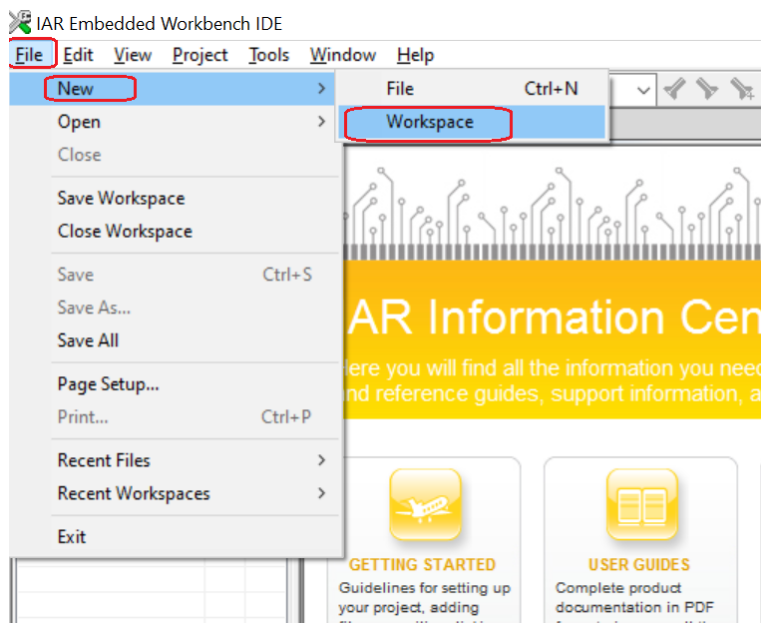 IAR Embedded Workbench IDE
File Edit View Project Tools Window Help
New
File Ctrl+N
Open
Workspace
Close
Save Workspace
Close Workspace
Save Ctrl+S
Save As...
Save All
Page Setup...
Print... Ctrl+P
Recent Files
Recent Workspaces
Exit
AR Information Cen
Here you will find all the information you need
nd reference guides, support information, a
GETTING STARTED
Guidelines for setting up
your project, adding
USER GUIDES
Complete product
documentation in PDF